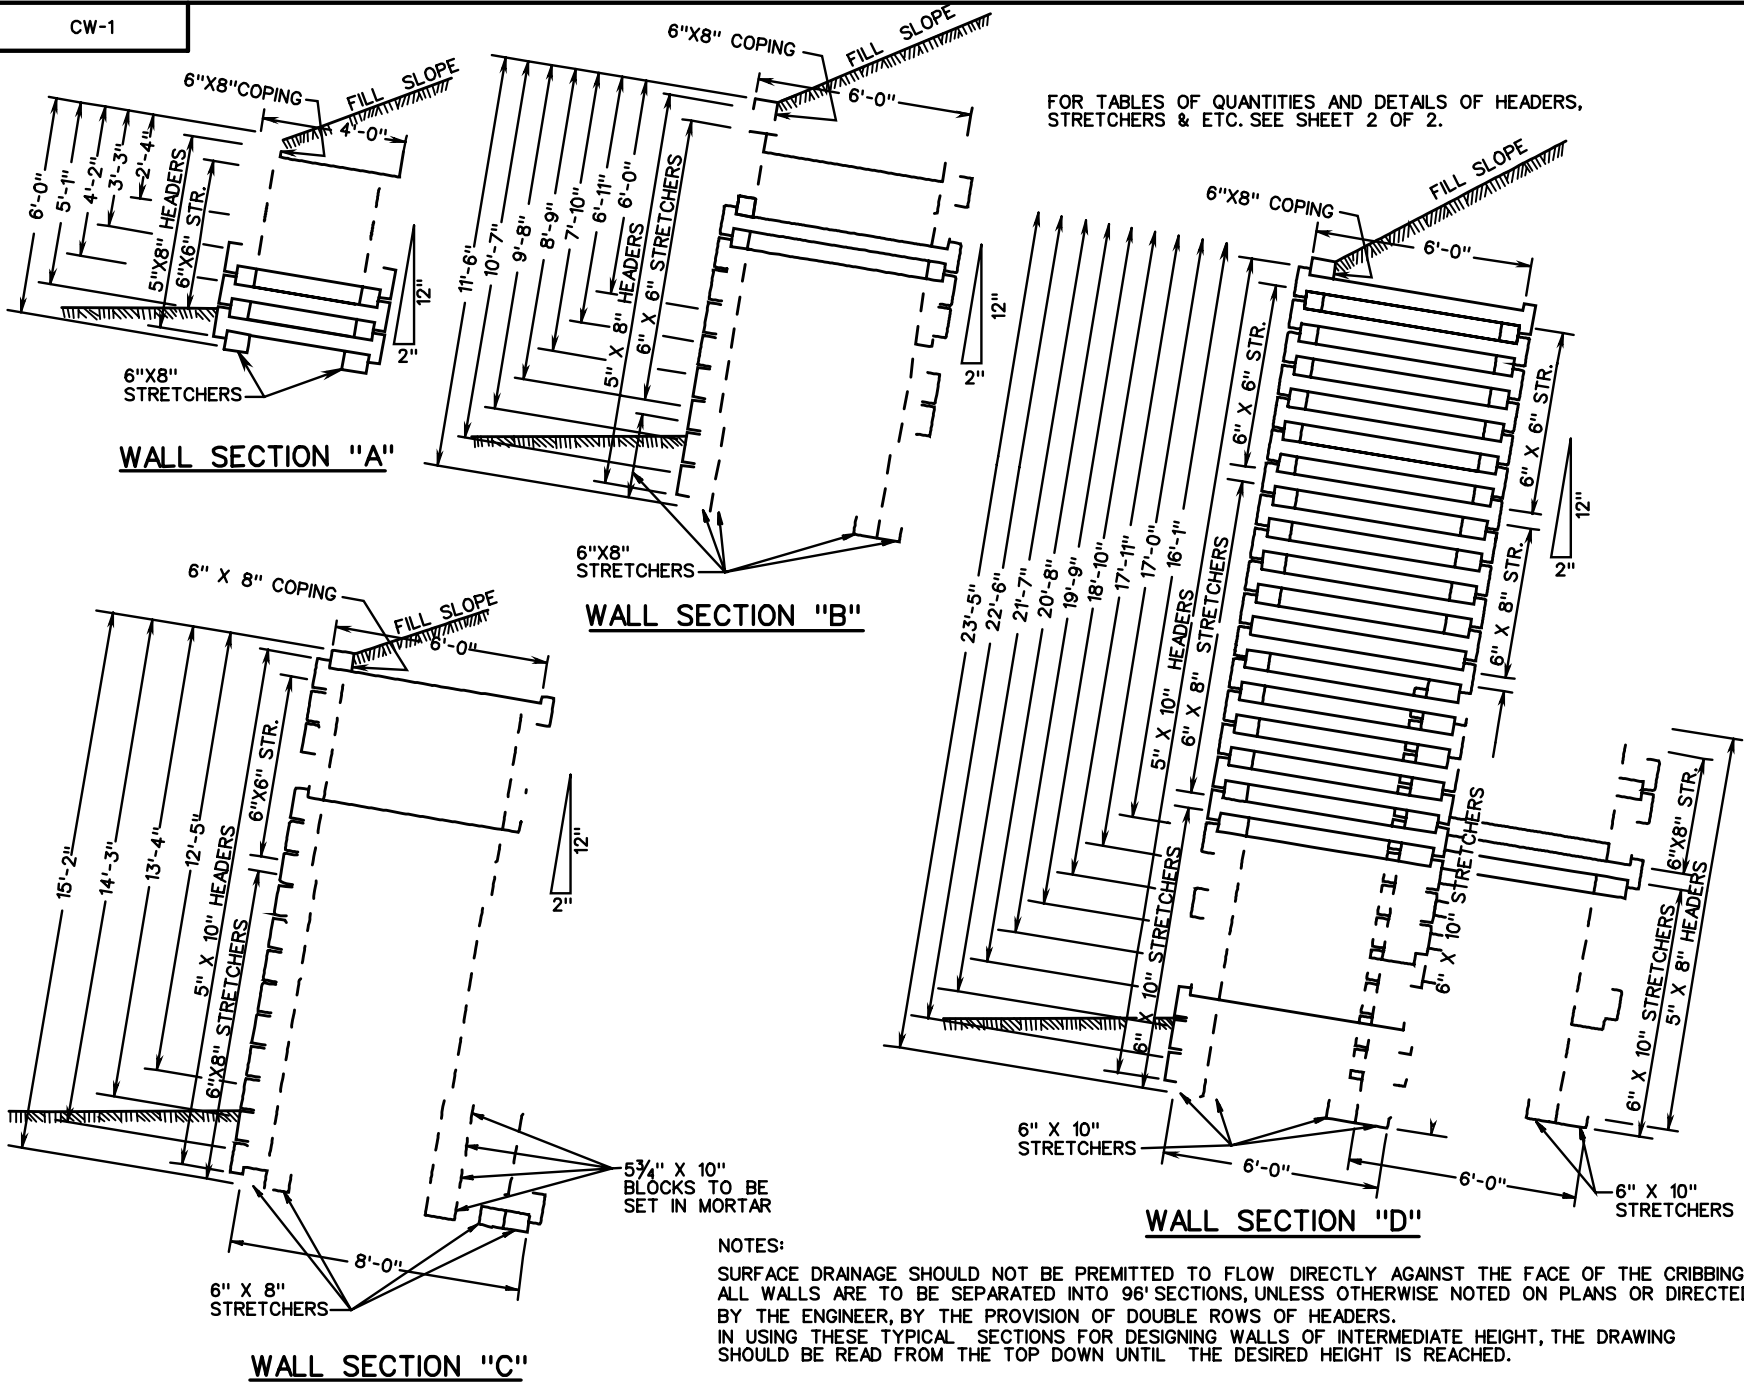 CW-1
6"X8"COPING
FILL SLOPE
4'-0"
6'-0"
5'-1"
4'-2"
3'-3"
2'-4"
5"X8" HEADERS
6"X6" STR.
12"
2"
6"X8"
STRETCHERS
WALL SECTION "A"
6"X8" COPING
FILL SLOPE
6'-0"
11'-6"
10'-7"
9'-8"
8'-9"
7'-10"
6'-11"
6'-0"
5" X 8" HEADERS
6" X 6" STRETCHERS
12"
2"
6"X8"
STRETCHERS
WALL SECTION "B"
FOR TABLES OF QUANTITIES AND DETAILS OF HEADERS,
STRETCHERS & ETC. SEE SHEET 2 OF 2.
6" X 8" COPING
FILL SLOPE
6'-0"
15'-2"
14'-3"
13'-4"
12'-5"
5" X 10" HEADERS
6"X6" STR.
6"X8" STRETCHERS
12"
2"
5¾" X 10"
BLOCKS TO BE
SET IN MORTAR
8'-0"
6" X 8"
STRETCHERS
WALL SECTION "C"
6"X8" COPING
FILL SLOPE
6'-0"
23'-5"
22'-6"
21'-7"
20'-8"
19'-9"
18'-10"
17'-11"
17'-0"
16'-1"
5" X 10" HEADERS
6" X 6" STR.
6" X 8" STRETCHERS
6" X 10" STRETCHERS
6" X 6" STR.
6" X 8" STR.
12"
2"
6" X 10" STRETCHERS
6"X8" STR.
6" X 10" STRETCHERS
5" X 8" HEADERS
6" X 10"
STRETCHERS
6'-0"
6'-0"
6" X 10"
STRETCHERS
WALL SECTION "D"
NOTES:
SURFACE DRAINAGE SHOULD NOT BE PREMITTED TO FLOW DIRECTLY AGAINST THE FACE OF THE CRIBBING
ALL WALLS ARE TO BE SEPARATED INTO 96' SECTIONS, UNLESS OTHERWISE NOTED ON PLANS OR DIRECTED
BY THE ENGINEER, BY THE PROVISION OF DOUBLE ROWS OF HEADERS.
IN USING THESE TYPICAL SECTIONS FOR DESIGNING WALLS OF INTERMEDIATE HEIGHT, THE DRAWING
SHOULD BE READ FROM THE TOP DOWN UNTIL THE DESIRED HEIGHT IS REACHED.